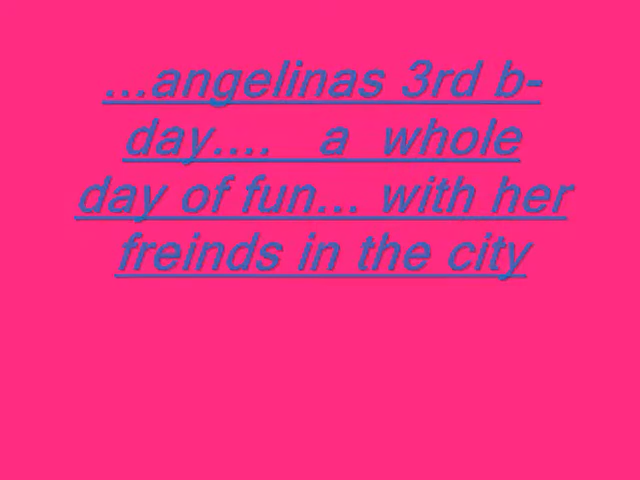 ...angelinas 3rd b-
day.... a whole
day of fun... with her
freinds in the city